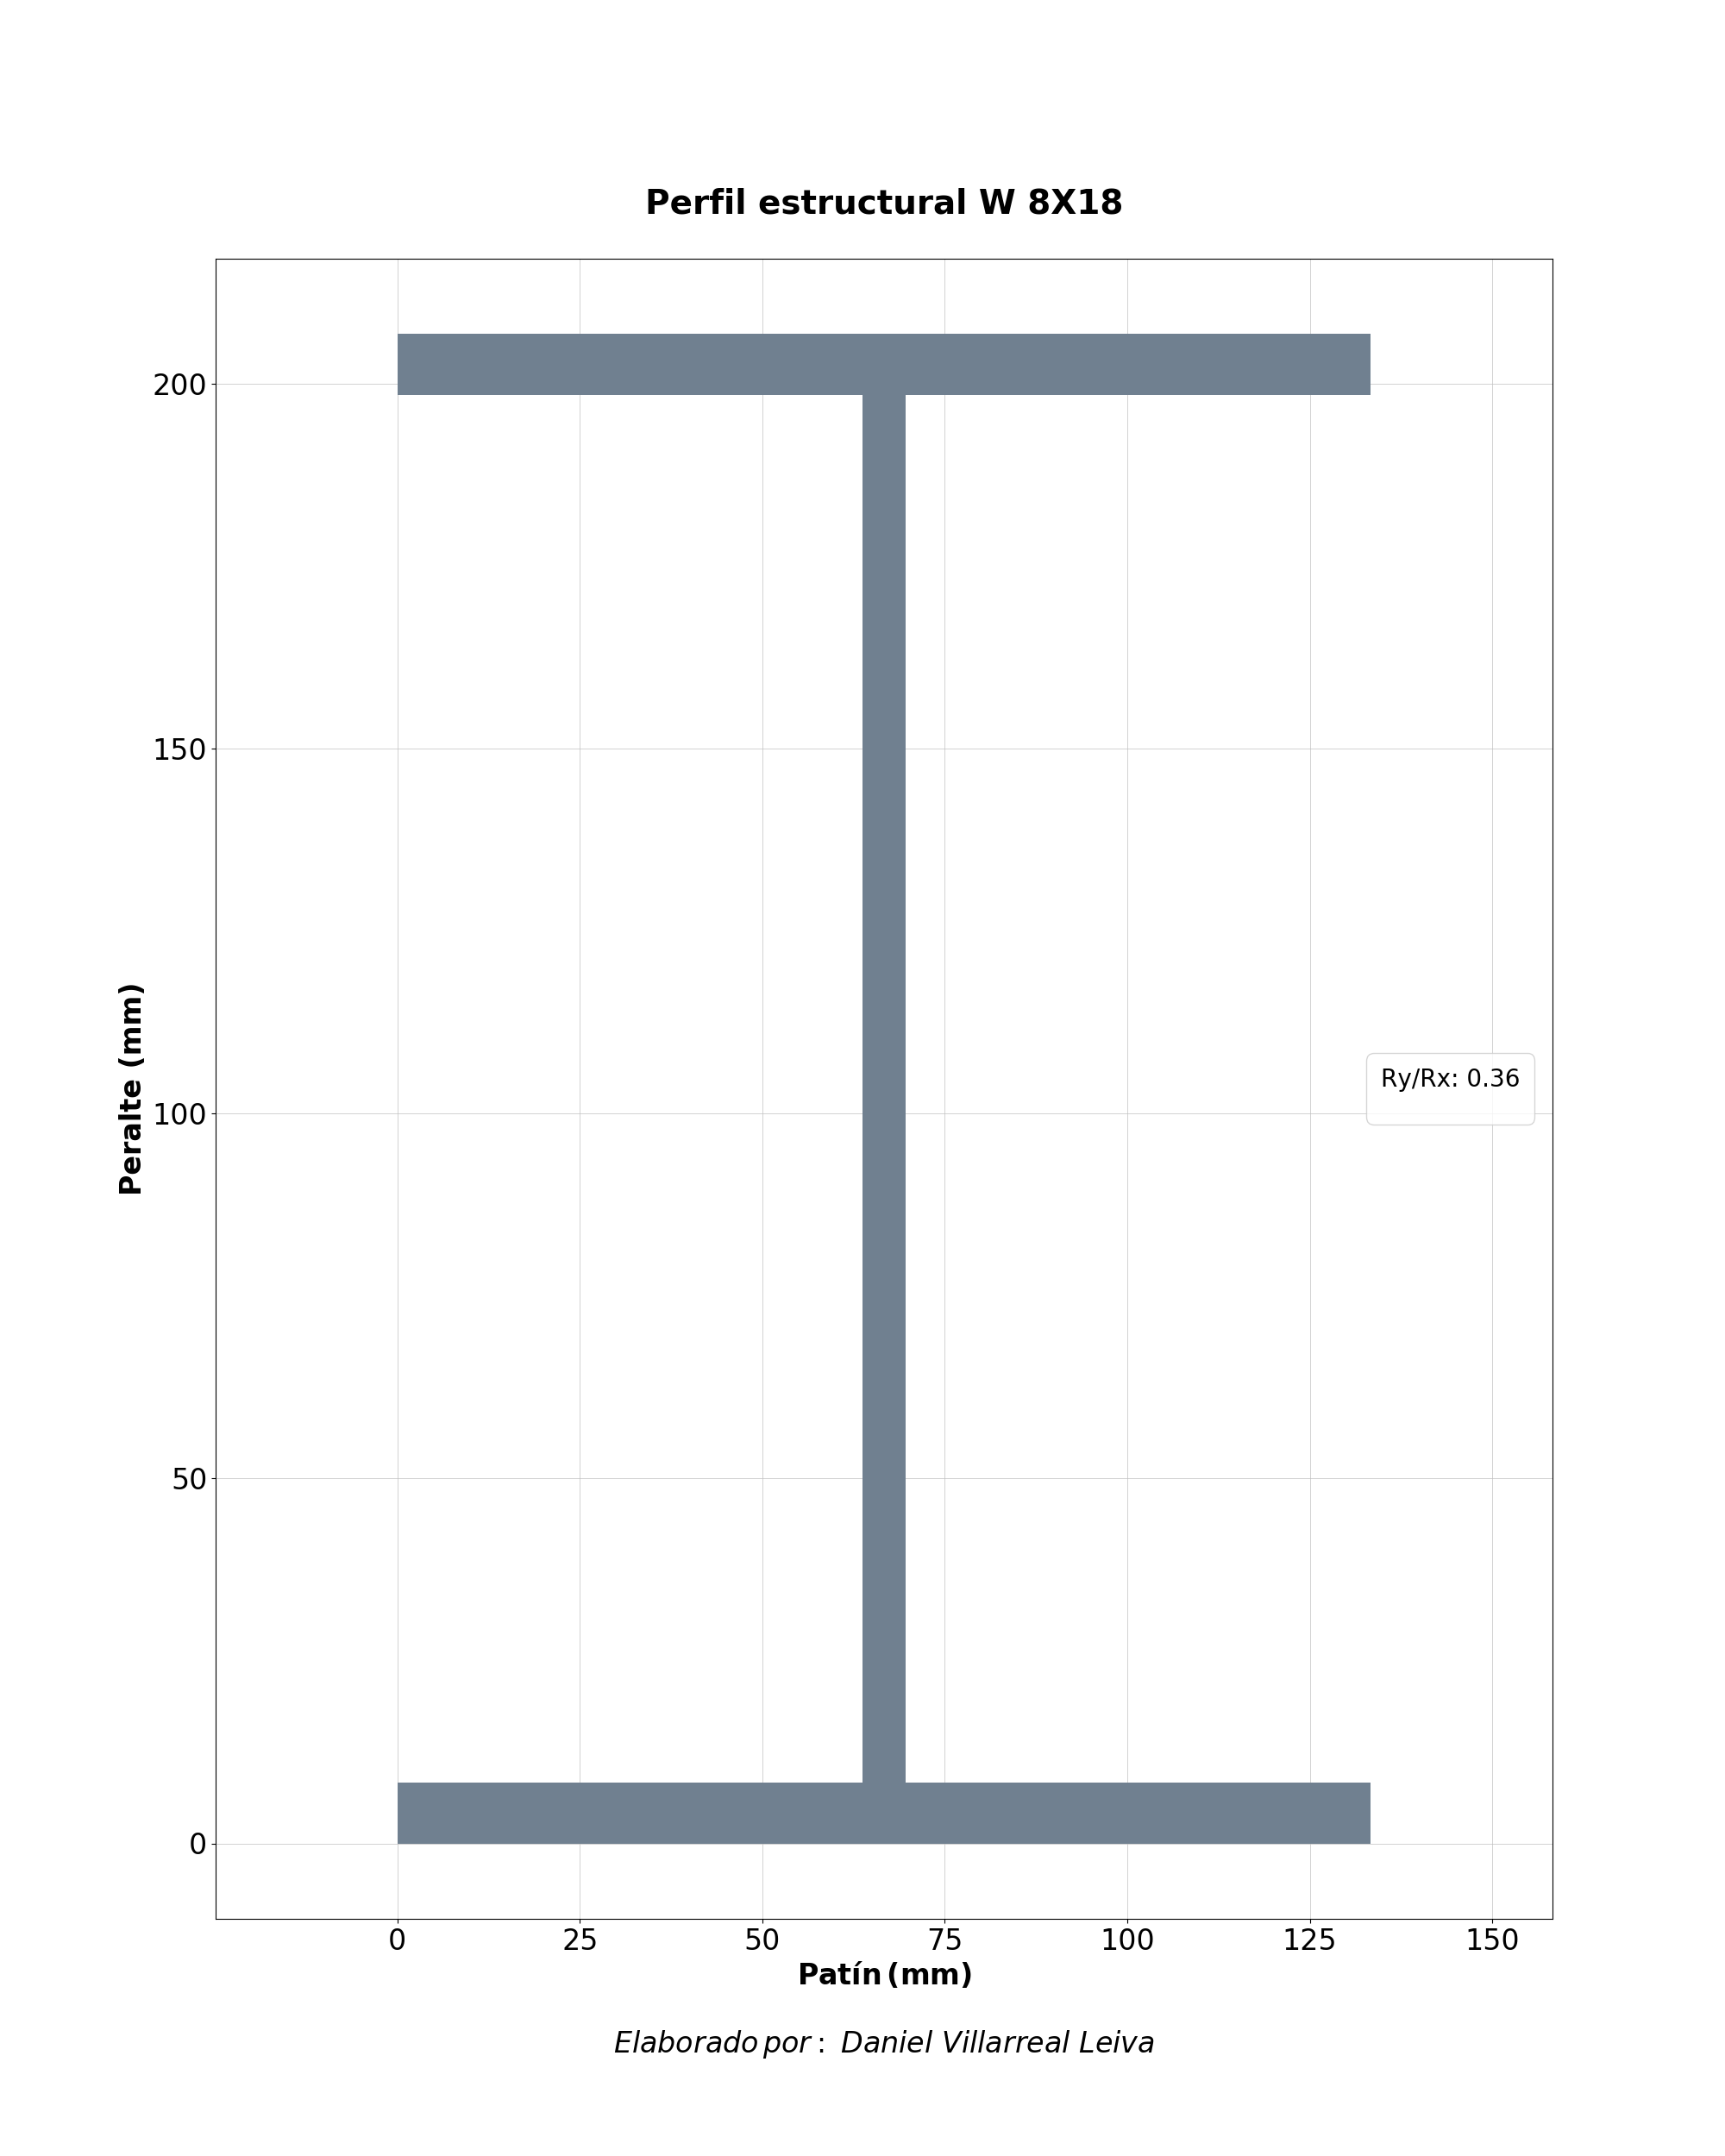 Perfil estructural W 8X18
200
150
100
50
0
Peralte (mm)
Ry/Rx: 0.36
0 25 50 75 100 125 150
Patín (mm)
Elaborado por: Daniel Villarreal Leiva